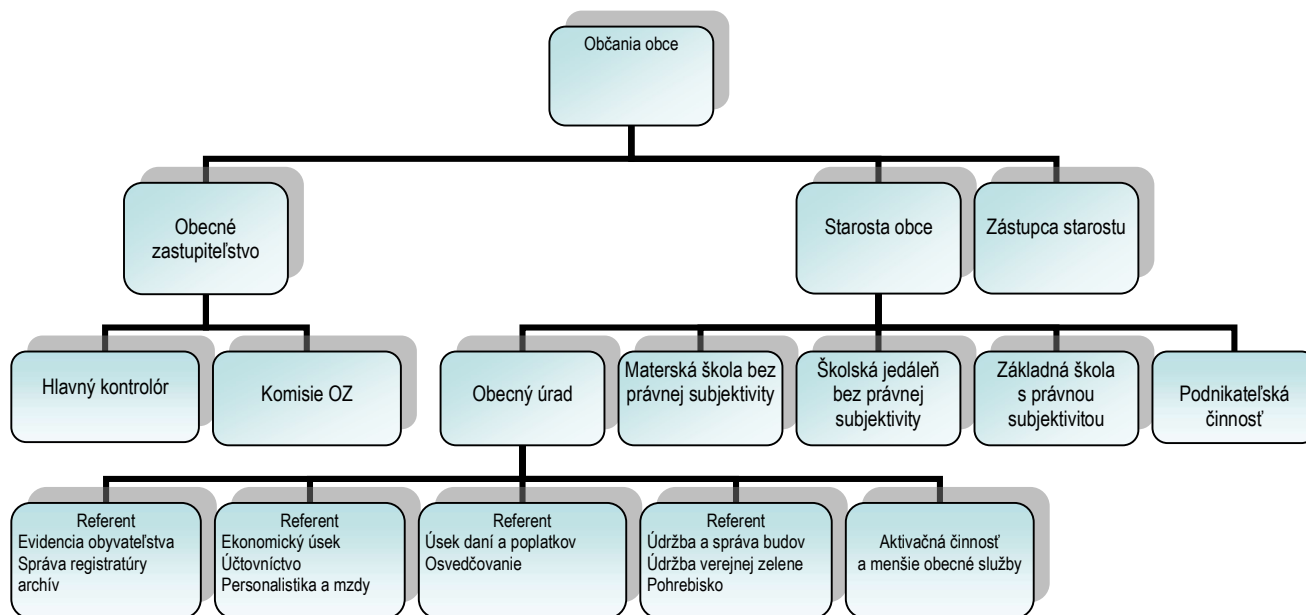 Občania obce
Obecné
zastupiteľstvo
Starosta obce
Zástupca starostu
Hlavný kontrolór
Komisie OZ
Obecný úrad
Materská škola bez
právnej subjektivity
Školská jedáleň
bez právnej
subjektivity
Základná škola
s právnou
subjektivitou
Podnikateľská
činnosť
Referent
Evidencia obyvateľstva
Správa registratúry
archív
Referent
Ekonomický úsek
Účtovníctvo
Personalistika a mzdy
Referent
Úsek daní a poplatkov
Osvedčovanie
Referent
Údržba a správa budov
Údržba verejnej zelene
Pohrebisko
Aktivačná činnosť
a menšie obecné služby